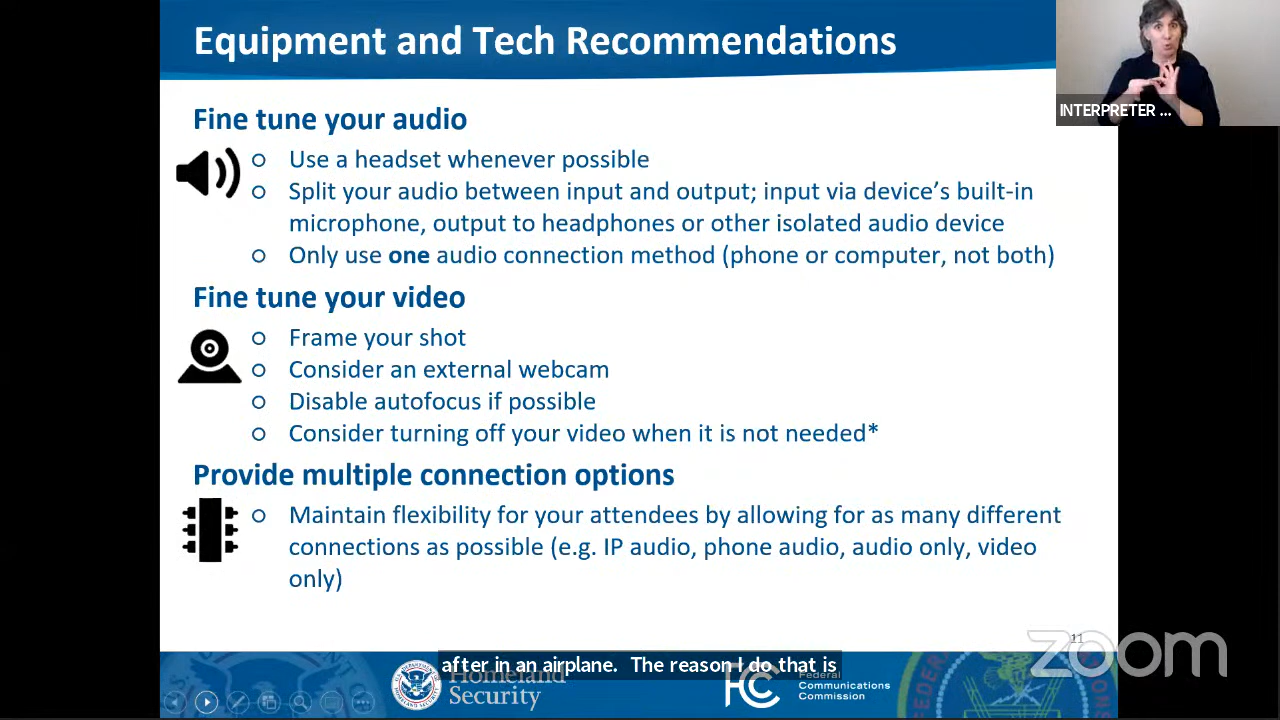 Equipment and Tech Recommendations
INTERPRETER ...
Fine tune your audio
Use a headset whenever possible
Split your audio between input and output; input via device's built-in
microphone, output to headphones or other isolated audio device
Only use one audio connection method (phone or computer, not both)
Fine tune your video
Frame your shot
Consider an external webcam
Disable autofocus if possible
Consider turning off your video when it is not needed*
Provide multiple connection options
Maintain flexibility for your attendees by allowing for as many different
connections as possible (e.g. IP audio, phone audio, audio only, video
only)
11
zoom
after in an airplane. The reason I do that is
Homeland
Security
FCC
Federal
Communications
Commission